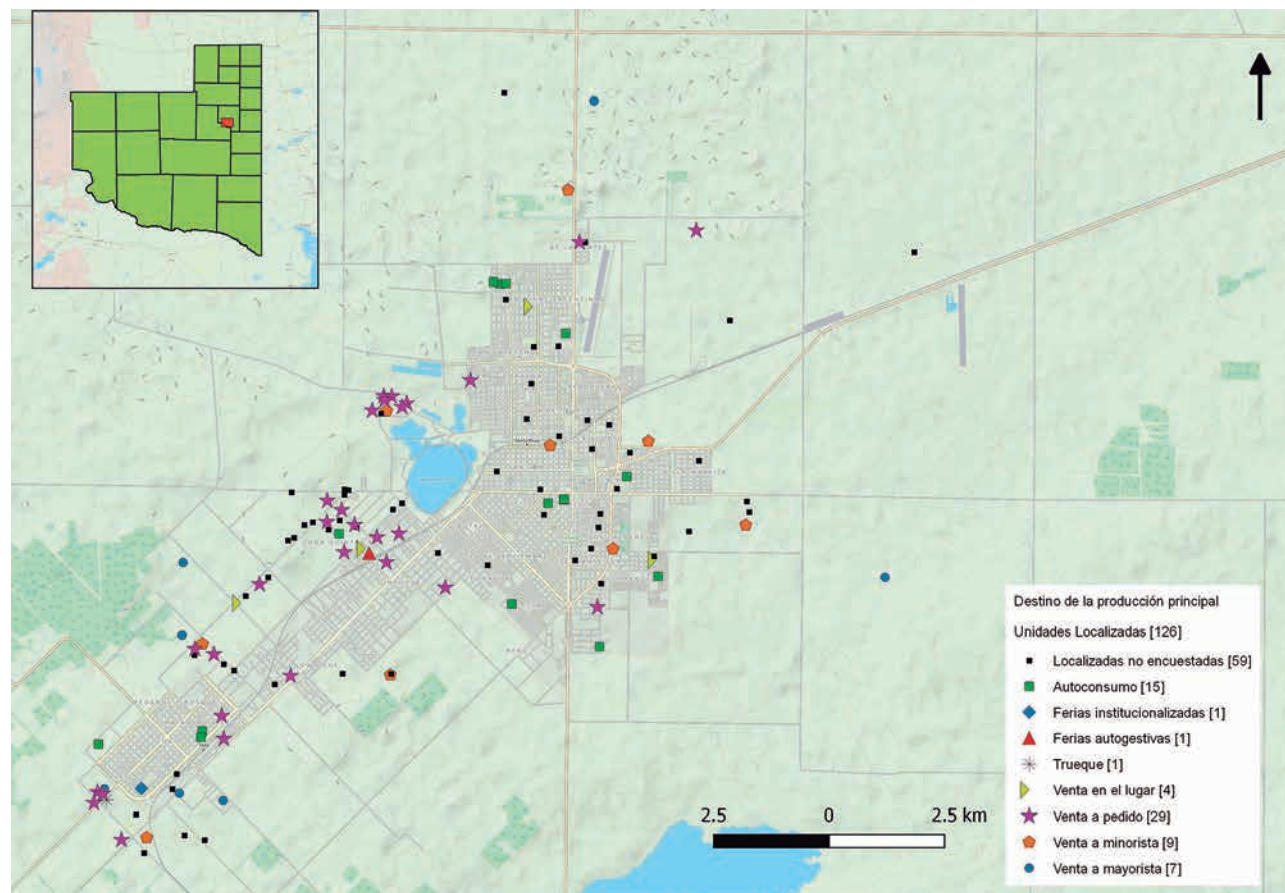 2.5
0
2.5 km
Destino de la producción principal
Unidades Localizadas [126]
Localizadas no encuestadas [59]
Autoconsumo [15]
Ferias institucionalizadas [1]
Ferias autogestivas [1]
Trueque [1]
Venta en el lugar [4]
Venta a pedido [29]
Venta a minorista [9]
Venta a mayorista [7]